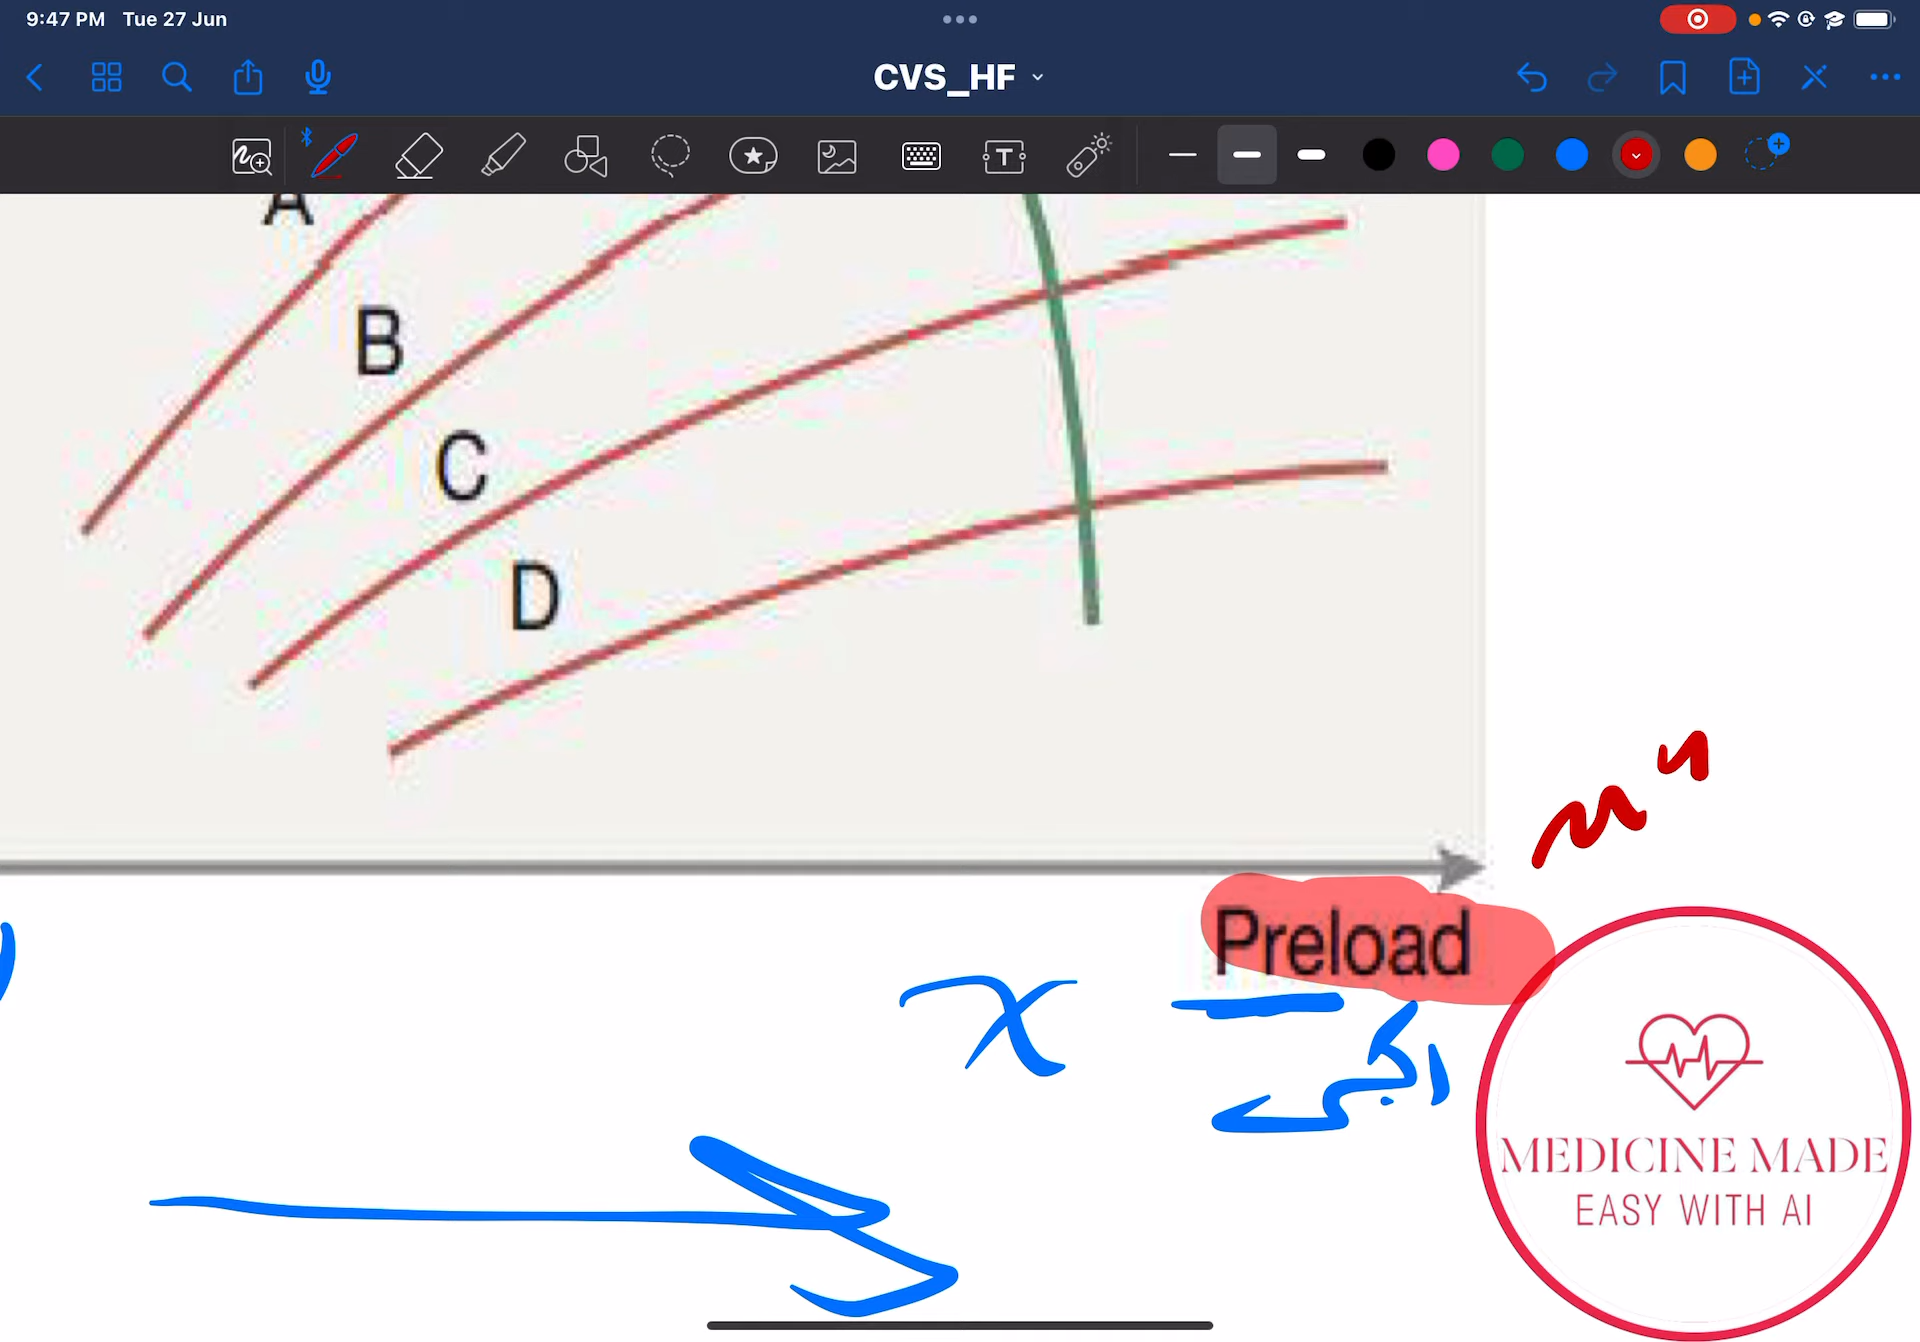 9:47 PM Tue 27 Jun
CVS_HF
A
B
C
D
Preload
x
MEDICINE MADE
EASY WITH AI